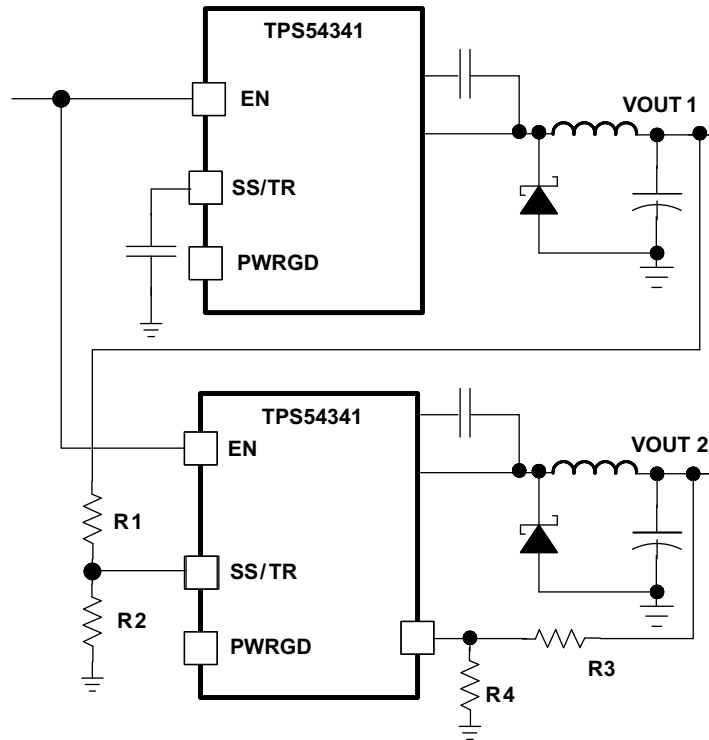 TPS54341
EN
VOUT 1
SS/TR
PWRGD
TPS54341
EN
VOUT 2
R1
SS/TR
R2
PWRGD
R3
R4